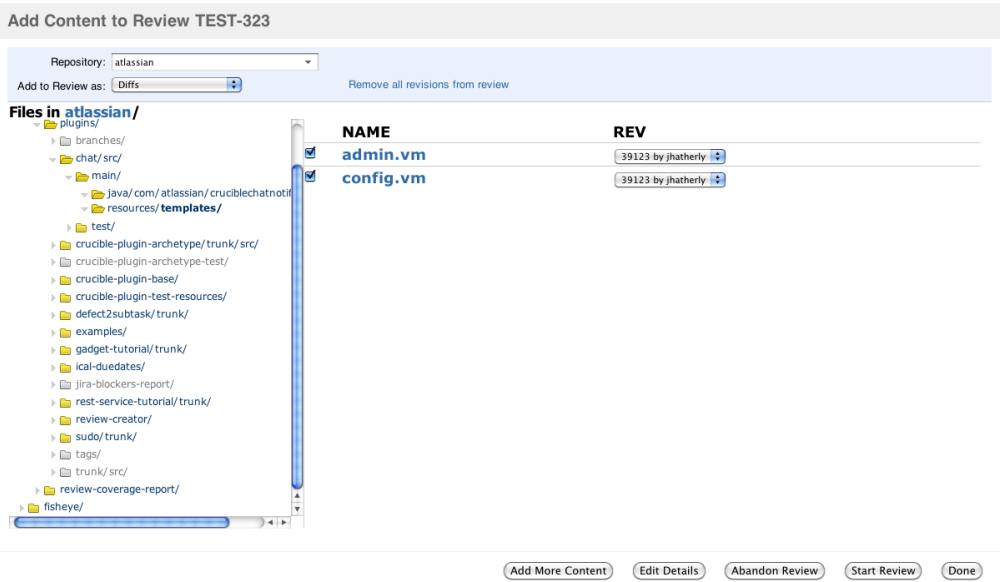 Add Content to Review TEST-323
Repository: atlassian
Add to Review as: Diffs Remove all revisions from review
Files in atlassian/
plugins/
branches/
chat/src/
main/
java/com/atlassian/cruciblechatnotif
resources/templates/
test/
crucible-plugin-archetype/trunk/src/
crucible-plugin-archetype-test/
crucible-plugin-base/
crucible-plugin-test-resources/
defect2subtask/trunk/
examples/
gadget-tutorial/trunk/
ical-duedates/
jira-blockers-report/
rest-service-tutorial/trunk/
review-creator/
sudo/trunk/
tags/
trunk/src/
review-coverage-report/
fisheye/
NAME REV
admin.vm 39123 by jhatherly
config.vm 39123 by jhatherly
Add More Content Edit Details Abandon Review Start Review Done